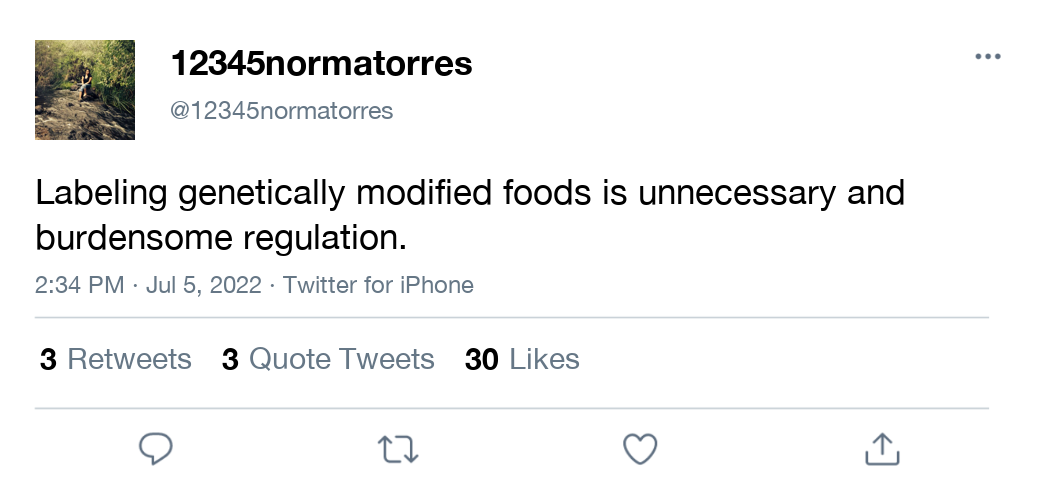 12345normatorres
@12345normatorres
Labeling genetically modified foods is unnecessary and
burdensome regulation.
2:34 PM · Jul 5, 2022 · Twitter for iPhone
3 Retweets 3 Quote Tweets 30 Likes